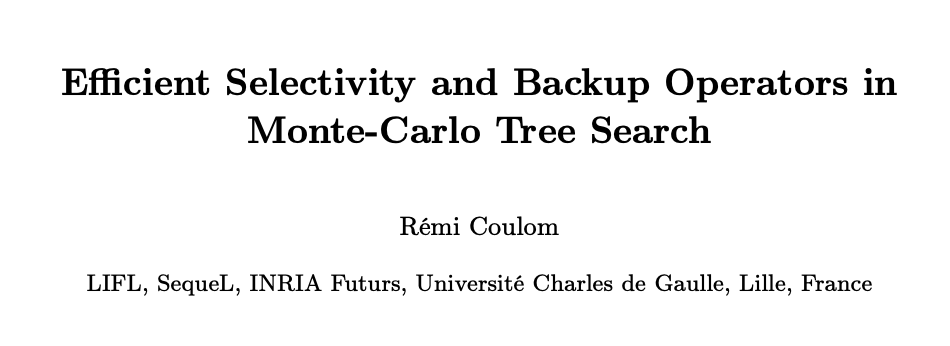 Efficient Selectivity and Backup Operators in
Monte-Carlo Tree Search
Rémi Coulom
LIFL, SequeL, INRIA Futurs, Université Charles de Gaulle, Lille, France